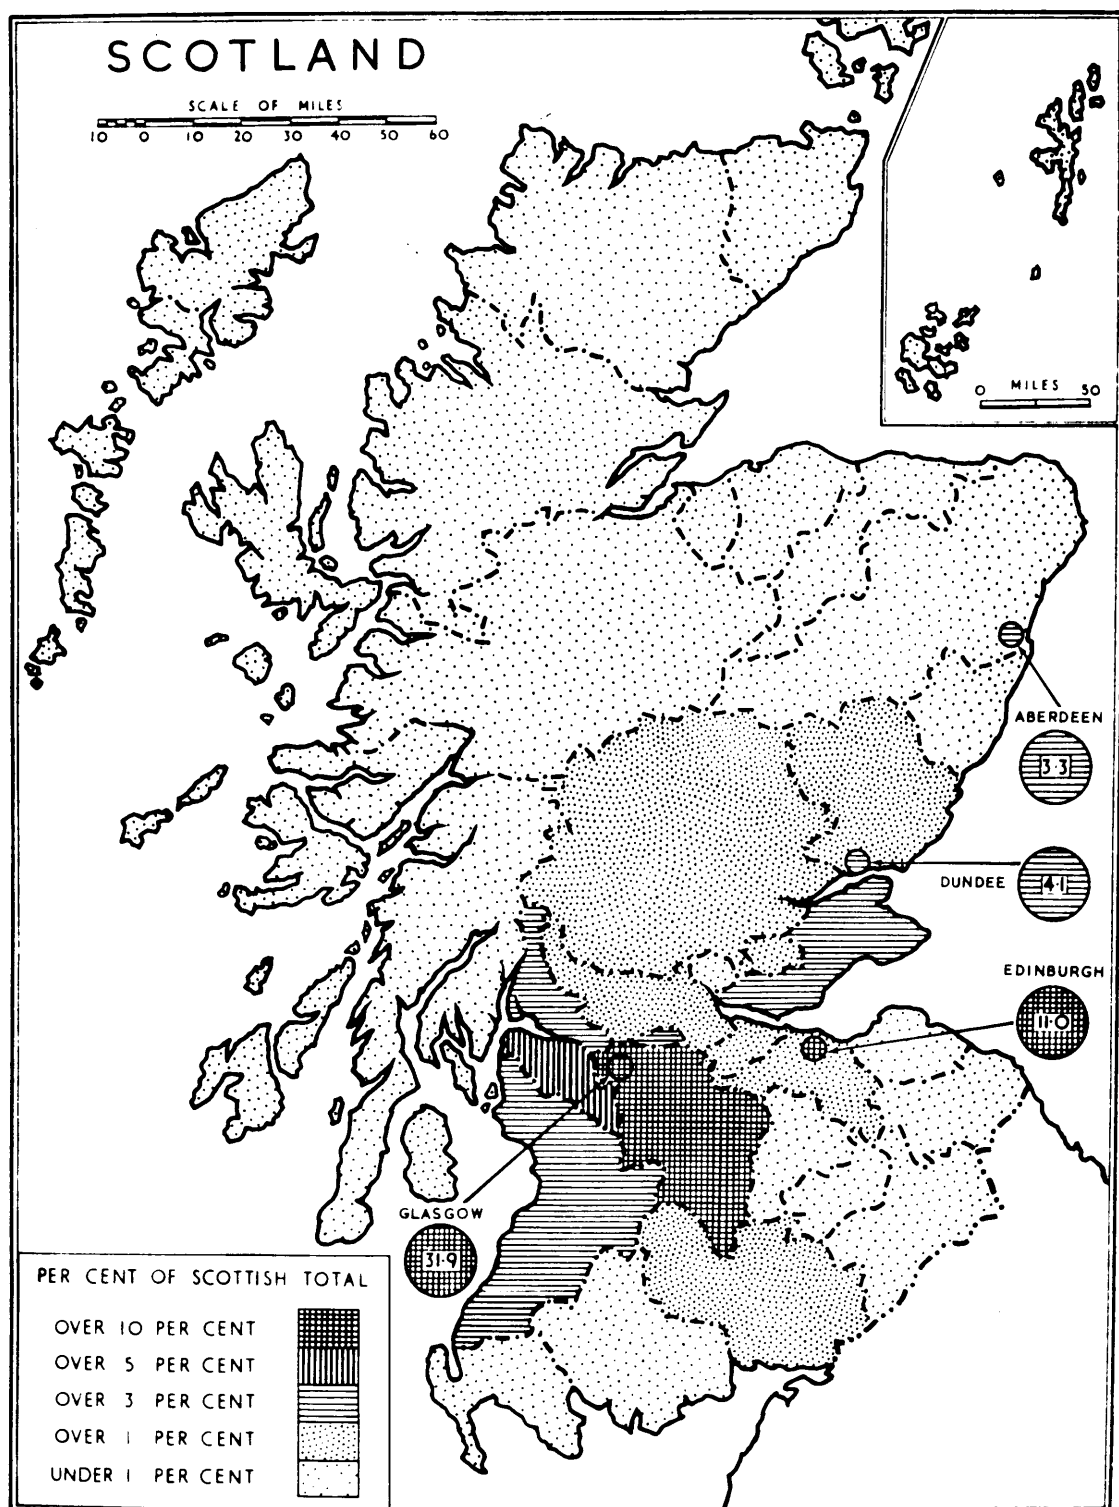 SCOTLAND
SCALE OF MILES
10 0 10 20 30 40 50 60
0 MILES 50
ABERDEEN
3·3
DUNDEE
4·1
EDINBURGH
11·0
GLASGOW
31·9
PER CENT OF SCOTTISH TOTAL
OVER 10 PER CENT
OVER 5 PER CENT
OVER 3 PER CENT
OVER 1 PER CENT
UNDER 1 PER CENT